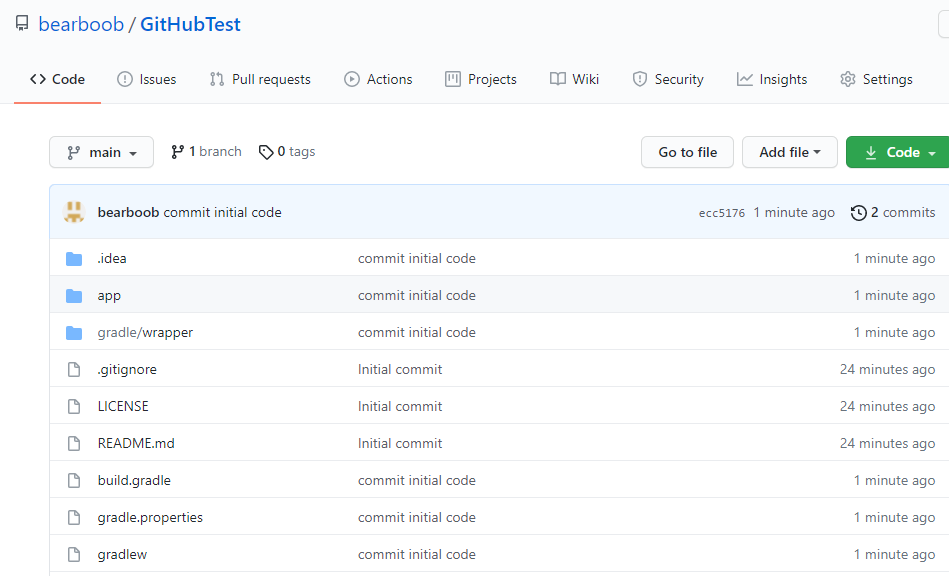 bearboob / GitHubTest
Code Issues Pull requests Actions Projects Wiki Security Insights Settings
main 1 branch 0 tags Go to file Add file Code
bearboob commit initial code ecc5176 1 minute ago 2 commits
.idea commit initial code 1 minute ago
app commit initial code 1 minute ago
gradle/wrapper commit initial code 1 minute ago
.gitignore Initial commit 24 minutes ago
LICENSE Initial commit 24 minutes ago
README.md Initial commit 24 minutes ago
build.gradle commit initial code 1 minute ago
gradle.properties commit initial code 1 minute ago
gradlew commit initial code 1 minute ago